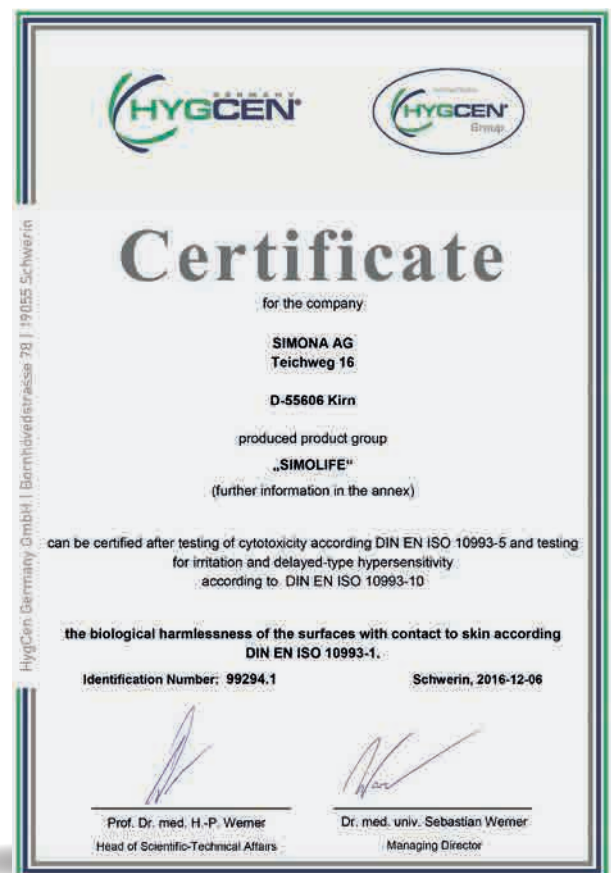 GERMANY
HYGCEN®
HYGCEN®
Group
HygCen Germany GmbH | Bornhövedstrasse 78 | 19055 Schwerin
Certificate
for the company
SIMONA AG
Teichweg 16
D-55606 Kirn
produced product group
„SIMOLIFE“
(further information in the annex)
can be certified after testing of cytotoxicity according DIN EN ISO 10993-5 and testing
for irritation and delayed-type hypersensitivity
according to DIN EN ISO 10993-10
the biological harmlessness of the surfaces with contact to skin according
DIN EN ISO 10993-1.
Identification Number: 99294.1 Schwerin, 2016-12-06
Prof. Dr. med. H.-P. Werner Dr. med. univ. Sebastian Werner
Head of Scientific-Technical Affairs Managing Director